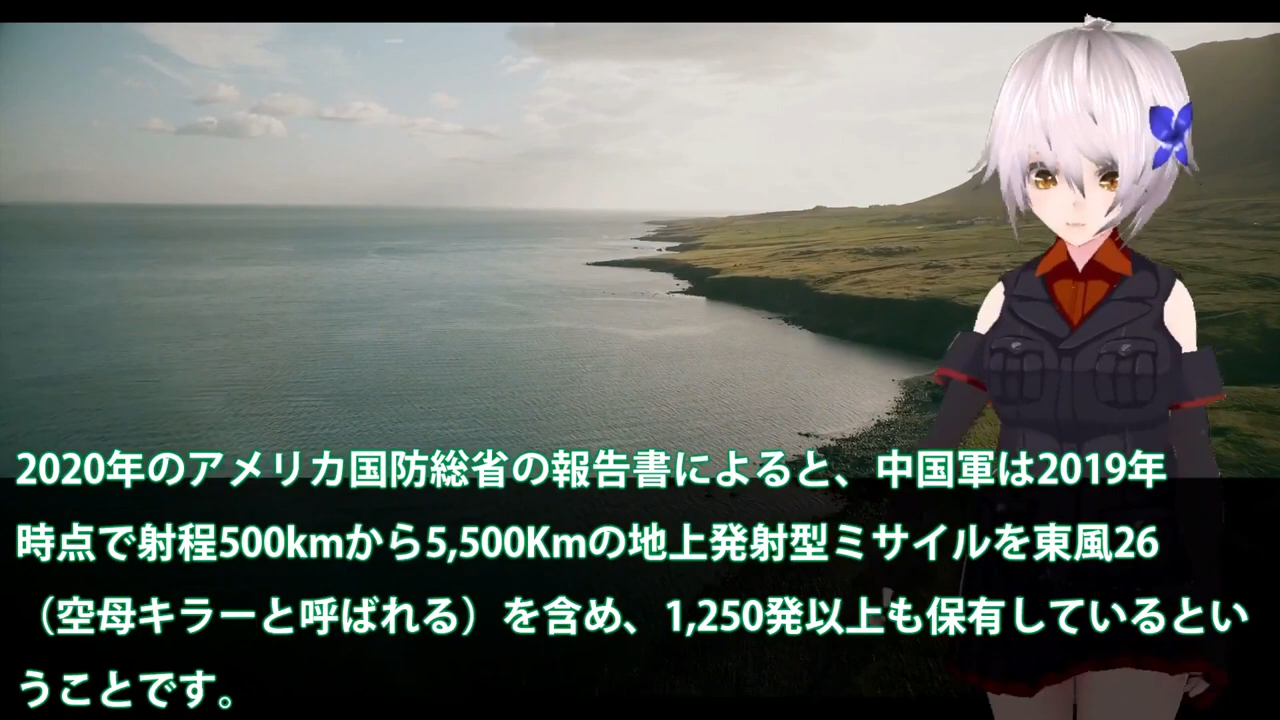 2020年のアメリカ国防総省の報告書によると、中国軍は2019年
時点で射程500kmから5,500Kmの地上発射型ミサイルを東風26
（空母キラーと呼ばれる）を含め、1,250発以上も保有しているとい
うことです。